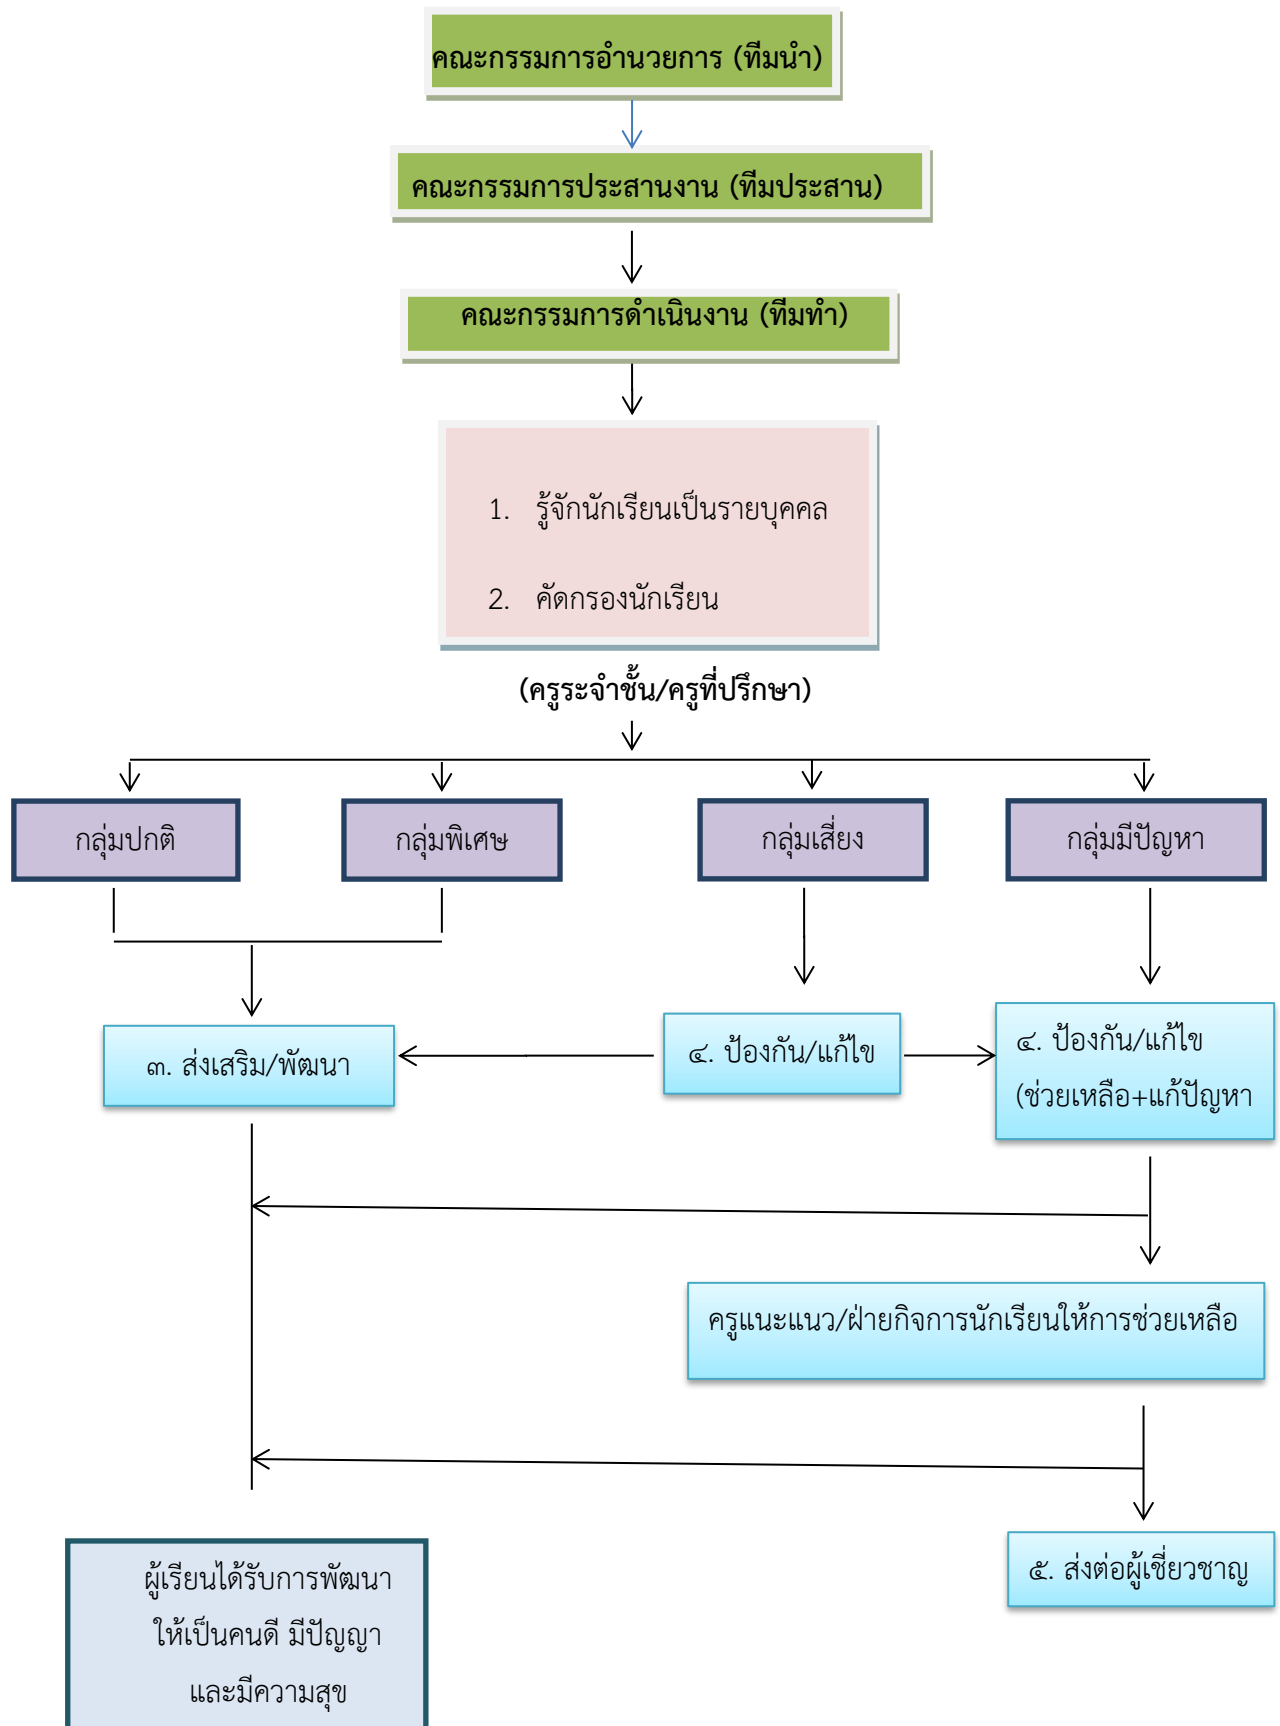 คณะกรรมการอำนวยการ (ทีมนำ)
คณะกรรมการประสานงาน (ทีมประสาน)
คณะกรรมการดำเนินงาน (ทีมทำ)
1. รู้จักนักเรียนเป็นรายบุคคล
2. คัดกรองนักเรียน
(ครูระจำชั้น/ครูที่ปรึกษา)
กลุ่มปกติ
กลุ่มพิเศษ
กลุ่มเสี่ยง
กลุ่มมีปัญหา
๓. ส่งเสริม/พัฒนา
๔. ป้องกัน/แก้ไข
๔. ป้องกัน/แก้ไข
(ช่วยเหลือ+แก้ปัญหา
ครูแนะแนว/ฝ่ายกิจการนักเรียนให้การช่วยเหลือ
๕. ส่งต่อผู้เชี่ยวชาญ
ผู้เรียนได้รับการพัฒนา
ให้เป็นคนดี มีปัญญา
และมีความสุข